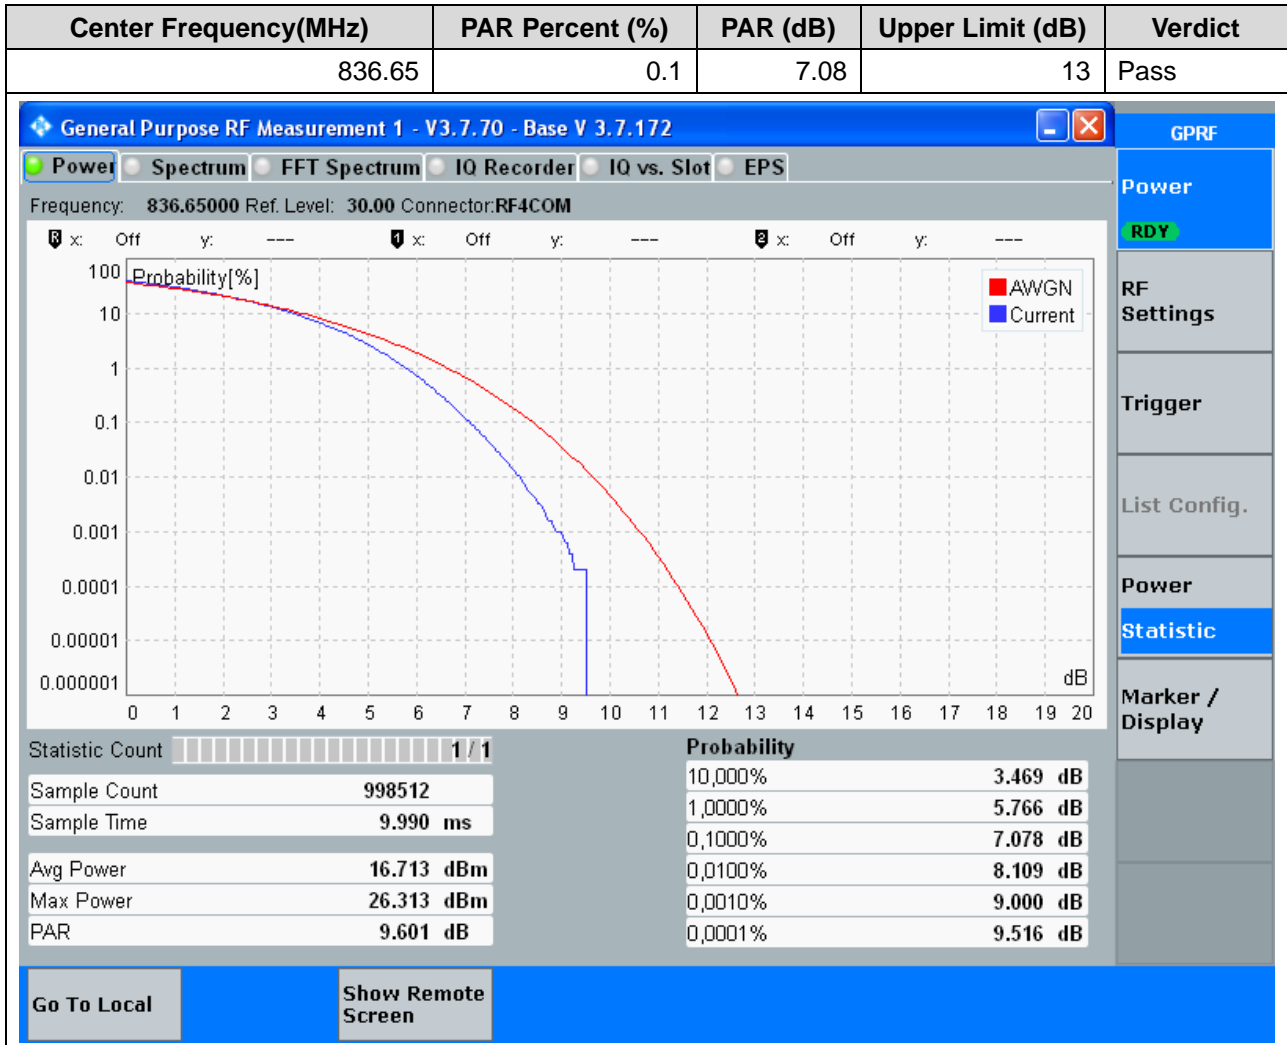 Center Frequency(MHz) PAR Percent (%) PAR (dB) Upper Limit (dB) Verdict
836.65 0.1 7.08 13 Pass
General Purpose RF Measurement 1 - V3.7.70 - Base V 3.7.172
GPRF
Power Spectrum FFT Spectrum IQ Recorder IQ vs. Slot EPS
Frequency: 836.65000 Ref. Level: 30.00 Connector:RF4COM
R x: Off y: --- 1 x: Off y: --- 2 x: Off y: ---
Probability[%]
AWGN
Current
100
10
1
0.1
0.01
0.001
0.0001
0.00001
0.000001
dB
0 1 2 3 4 5 6 7 8 9 10 11 12 13 14 15 16 17 18 19 20
Statistic Count 1 / 1
Sample Count 998512
Sample Time 9.990 ms
Avg Power 16.713 dBm
Max Power 26.313 dBm
PAR 9.601 dB
Probability
10,000% 3.469 dB
1,0000% 5.766 dB
0,1000% 7.078 dB
0,0100% 8.109 dB
0,0010% 9.000 dB
0,0001% 9.516 dB
Power
RDY
RF
Settings
Trigger
List Config.
Power
Statistic
Marker /
Display
Go To Local
Show Remote
Screen